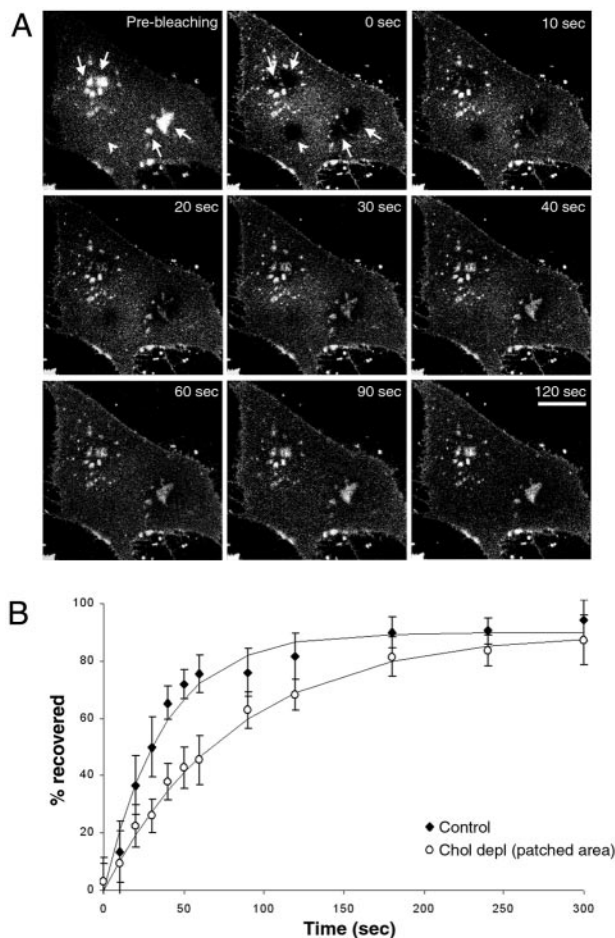 A
Pre-bleaching
0 sec
10 sec
20 sec
30 sec
40 sec
60 sec
90 sec
120 sec
B
100
80
60
40
20
0
% recovered
0
50
100
150
200
250
300
Time (sec)
Control
Chol depl (patched area)